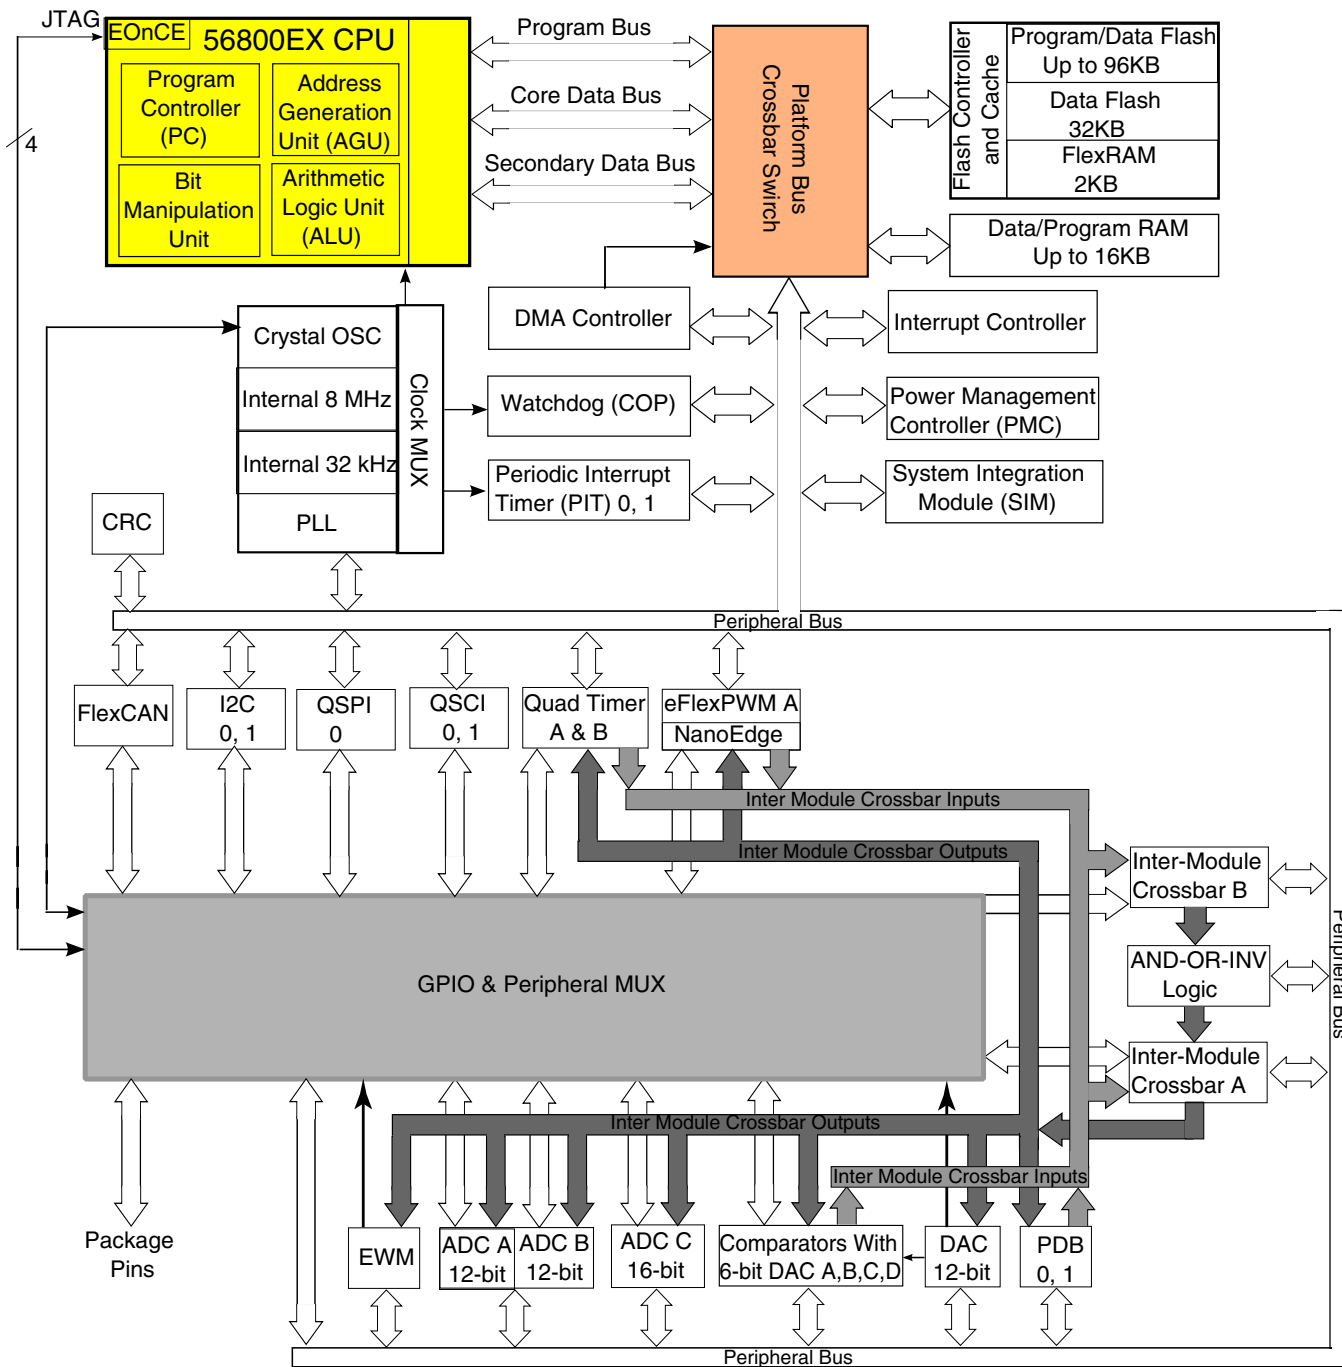 JTAG
EOnCE
56800EX CPU
Program
Controller
(PC)
Address
Generation
Unit (AGU)
Bit
Manipulation
Unit
Arithmetic
Logic Unit
(ALU)
4
Program Bus
Core Data Bus
Secondary Data Bus
Platform Bus
Crossbar Swirch
Flash Controller
and Cache
Program/Data Flash
Up to 96KB
Data Flash
32KB
FlexRAM
2KB
Data/Program RAM
Up to 16KB
DMA Controller
Interrupt Controller
Crystal OSC
Internal 8 MHz
Internal 32 kHz
PLL
Clock MUX
Watchdog (COP)
Power Management
Controller (PMC)
Periodic Interrupt
Timer (PIT) 0, 1
System Integration
Module (SIM)
CRC
Peripheral Bus
FlexCAN
I2C
0, 1
QSPI
0
QSCI
0, 1
Quad Timer
A & B
eFlexPWM A
NanoEdge
Inter Module Crossbar Inputs
Inter Module Crossbar Outputs
Inter-Module
Crossbar B
GPIO & Peripheral MUX
AND-OR-INV
Logic
Peripheral Bus
Inter-Module
Crossbar A
Inter Module Crossbar Outputs
Inter Module Crossbar Inputs
Package
Pins
EWM
ADC A
12-bit
ADC B
12-bit
ADC C
16-bit
Comparators With
6-bit DAC A,B,C,D
DAC
12-bit
PDB
0, 1
Peripheral Bus